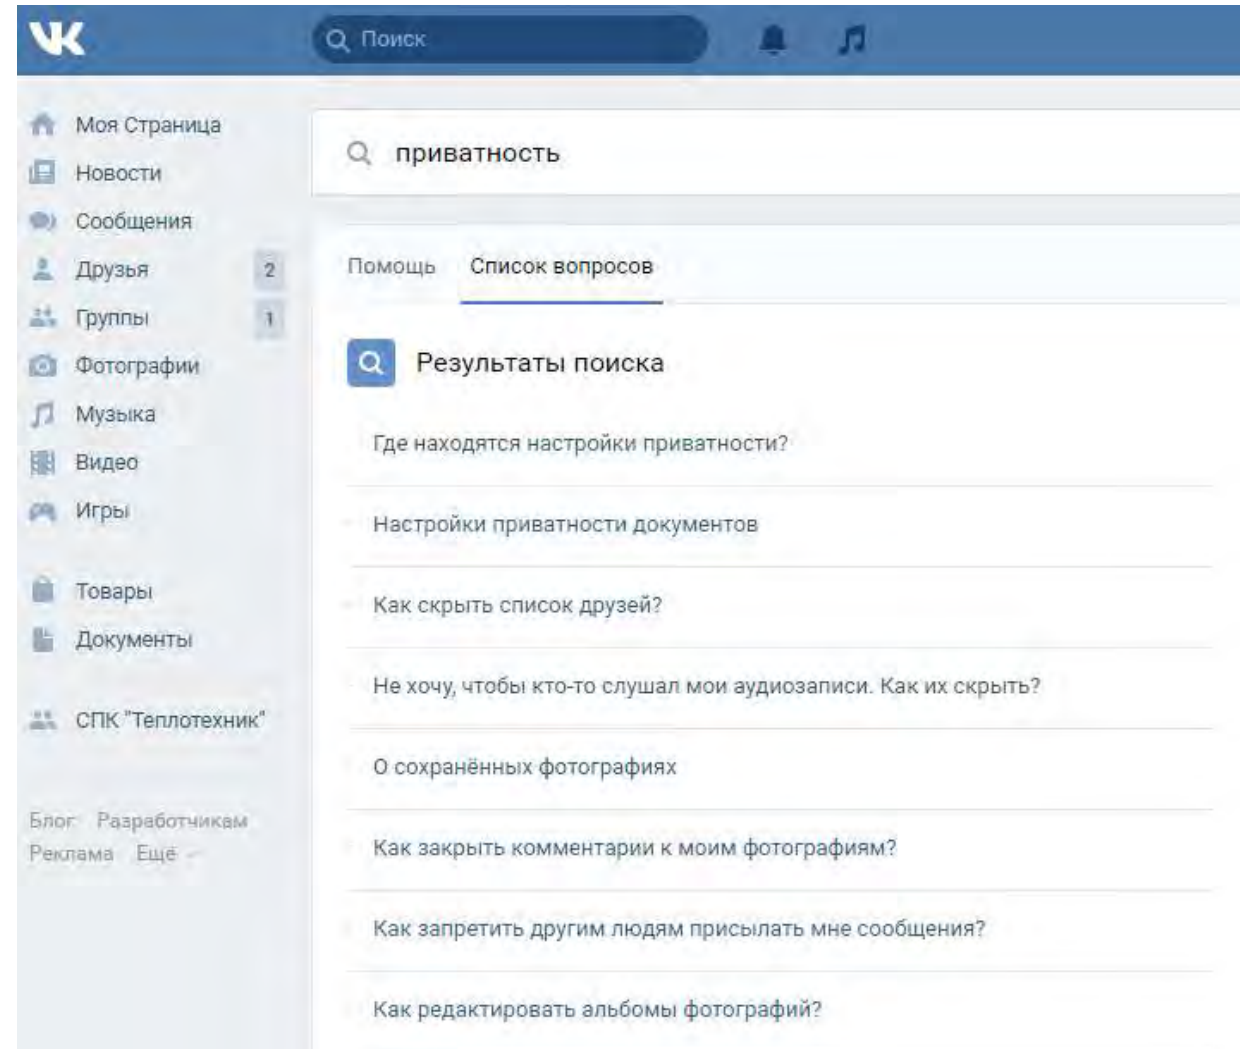 Поиск
Моя Страница
Новости
Сообщения
Друзья 2
Группы 1
Фотографии
Музыка
Видео
Игры
Товары
Документы
СПК "Теплотехник"
Блог Разработчикам
Реклама Ещё
приватность
Помощь Список вопросов
Результаты поиска
Где находятся настройки приватности?
Настройки приватности документов
Как скрыть список друзей?
Не хочу, чтобы кто-то слушал мои аудиозаписи. Как их скрыть?
О сохранённых фотографиях
Как закрыть комментарии к моим фотографиям?
Как запретить другим людям присылать мне сообщения?
Как редактировать альбомы фотографий?